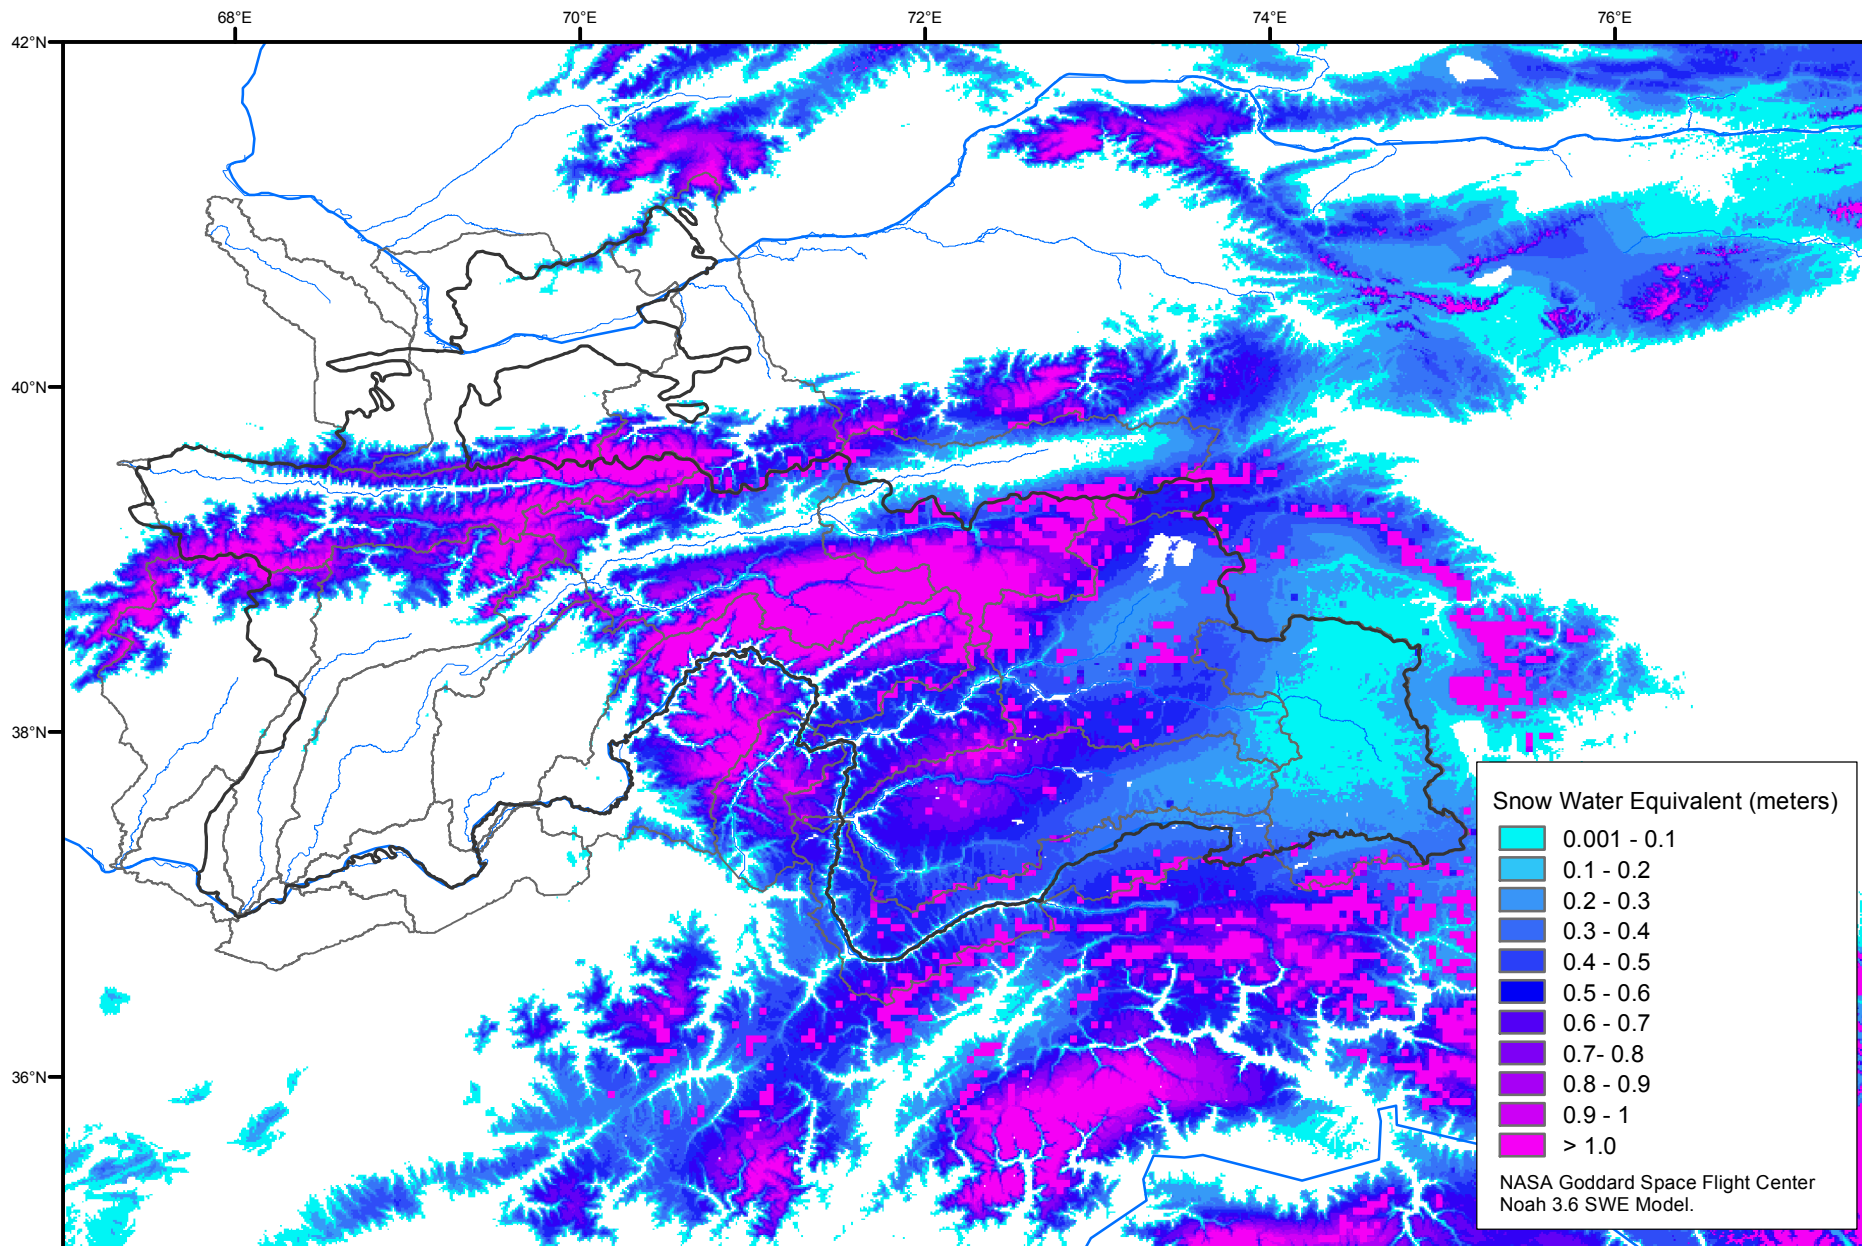 68°E
70°E
72°E
74°E
76°E
42°N
40°N
38°N
36°N
Snow Water Equivalent (meters)
0.001 - 0.1
0.1 - 0.2
0.2 - 0.3
0.3 - 0.4
0.4 - 0.5
0.5 - 0.6
0.6 - 0.7
0.7- 0.8
0.8 - 0.9
0.9 - 1
> 1.0
NASA Goddard Space Flight Center
Noah 3.6 SWE Model.